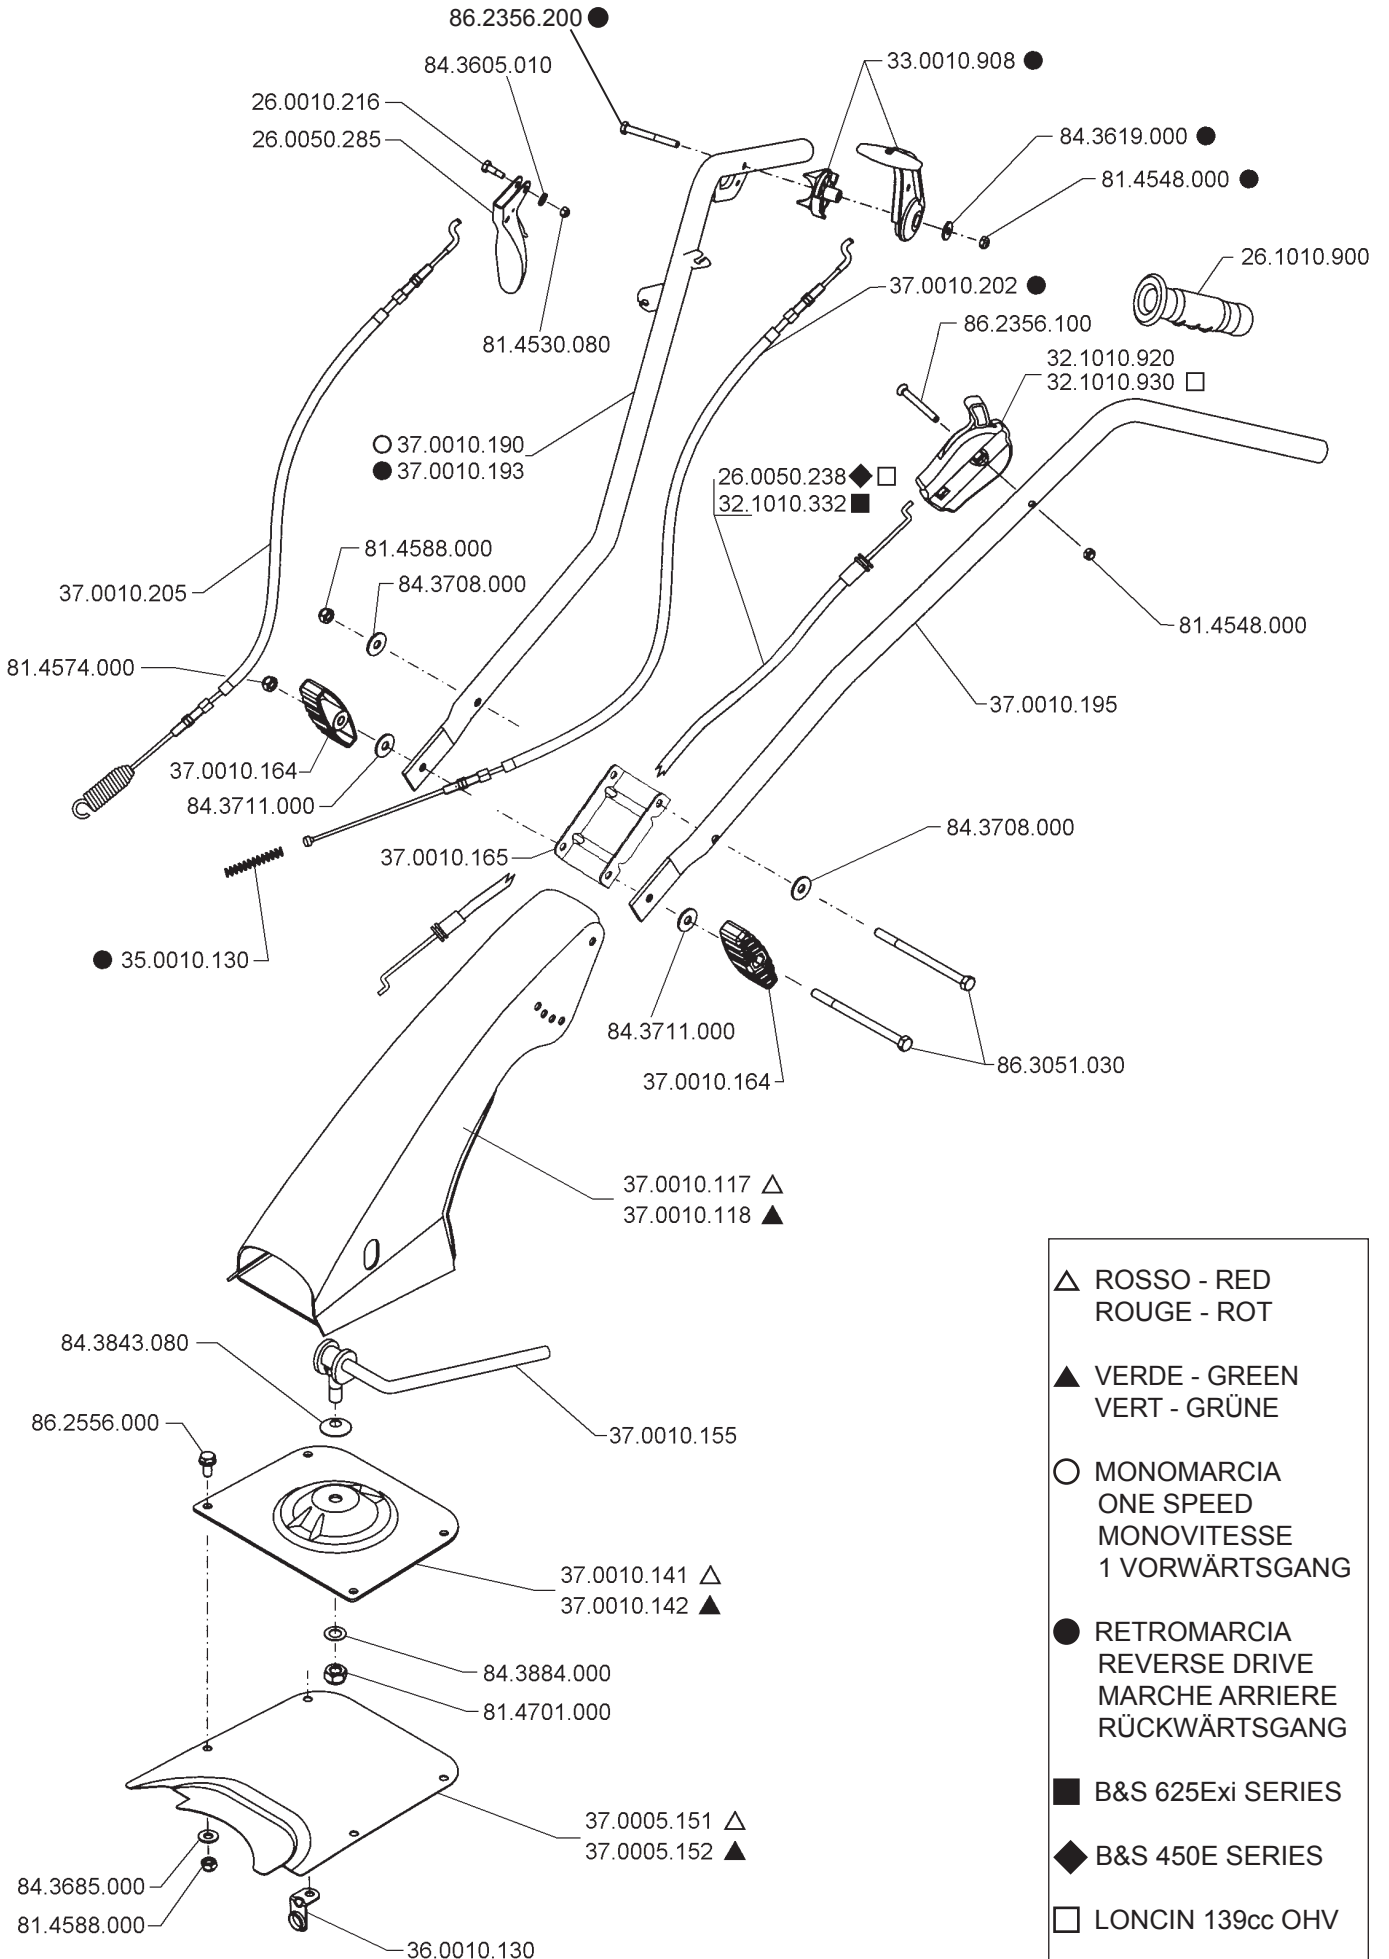 86.2356.200 ●
84.3605.010
33.0010.908 ●
26.0010.216
84.3619.000 ●
26.0050.285
81.4548.000 ●
26.1010.900
37.0010.202 ●
86.2356.100
81.4530.080
32.1010.920
32.1010.930 □
○ 37.0010.190
● 37.0010.193
26.0050.238 ◆ □
32.1010.332 ■
81.4588.000
84.3708.000
37.0010.205
81.4548.000
81.4574.000
37.0010.195
37.0010.164
84.3711.000
84.3708.000
37.0010.165
● 35.0010.130
84.3711.000
86.3051.030
37.0010.164
37.0010.117 △
37.0010.118 ▲
84.3843.080
86.2556.000
37.0010.155
37.0010.141 △
37.0010.142 ▲
84.3884.000
81.4701.000
37.0005.151 △
37.0005.152 ▲
84.3685.000
81.4588.000
36.0010.130
△ ROSSO - RED
ROUGE - ROT
▲ VERDE - GREEN
VERT - GRÜNE
○ MONOMARCIA
ONE SPEED
MONOVITESSE
1 VORWÄRTSGANG
● RETROMARCIA
REVERSE DRIVE
MARCHE ARRIERE
RÜCKWÄRTSGANG
■ B&S 625Exi SERIES
◆ B&S 450E SERIES
□ LONCIN 139cc OHV